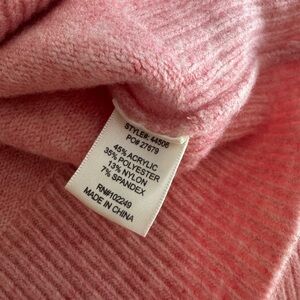 STYLE#: 44506
PO# 27679
45% ACRYLIC
35% POLYESTER
13% NYLON
7% SPANDEX
RN#102249
MADE IN CHINA